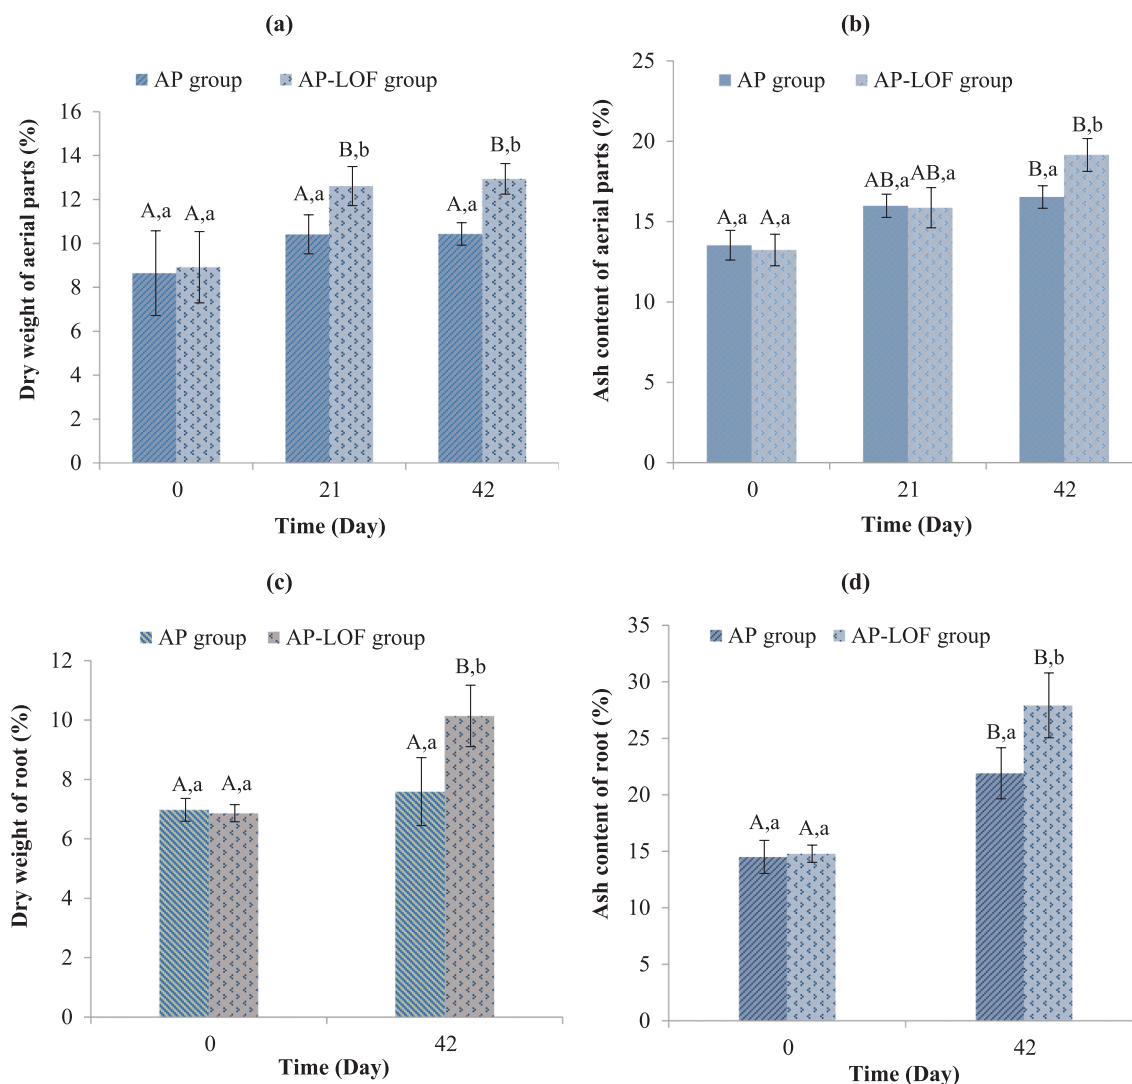 (a)
AP group AP-LOF group
Dry weight of aerial parts (%)
16
14
12
10
8
6
4
2
0
A,a A,a A,a B,b A,a B,b
0 21 42
Time (Day)
(b)
AP group AP-LOF group
Ash content of aerial parts (%)
25
20
15
10
5
0
A,a A,a AB,a AB,a B,a B,b
0 21 42
Time (Day)
(c)
AP group AP-LOF group
Dry weight of root (%)
12
10
8
6
4
2
0
A,a A,a A,a B,b
0 42
Time (Day)
(d)
AP group AP-LOF group
Ash content of root (%)
35
30
25
20
15
10
5
0
A,a A,a B,a B,b
0 42
Time (Day)